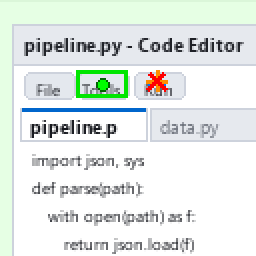 pipeline.py - Code Editor
File Tools Run
pipeline.p data.py
import json, sys
def parse(path):
with open(path) as f:
return json.load(f)